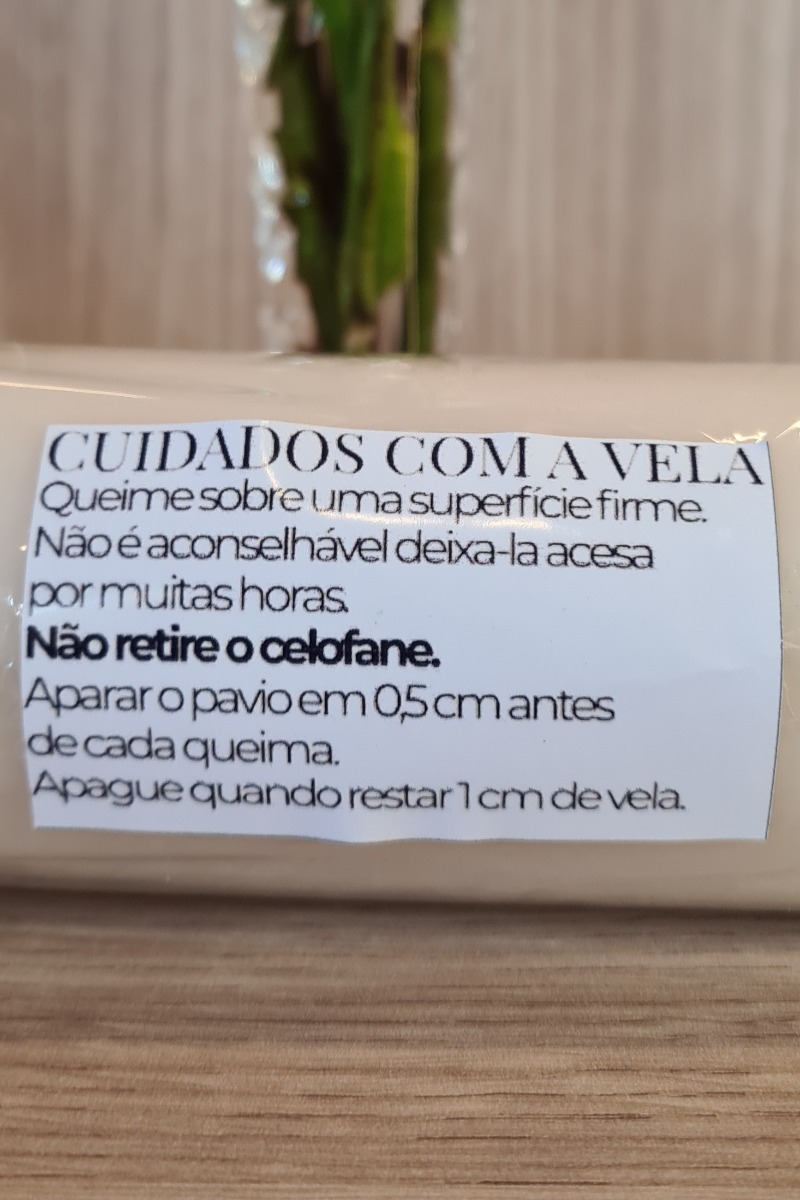 CUIDADOS COM A VELA
Queime sobre uma superfície firme.
Não é aconselhável deixa-la acesa
por muitas horas.
Não retire o celofane.
Aparar o pavio em 0,5 cm antes
de cada queima.
Apague quando restar 1 cm de vela.